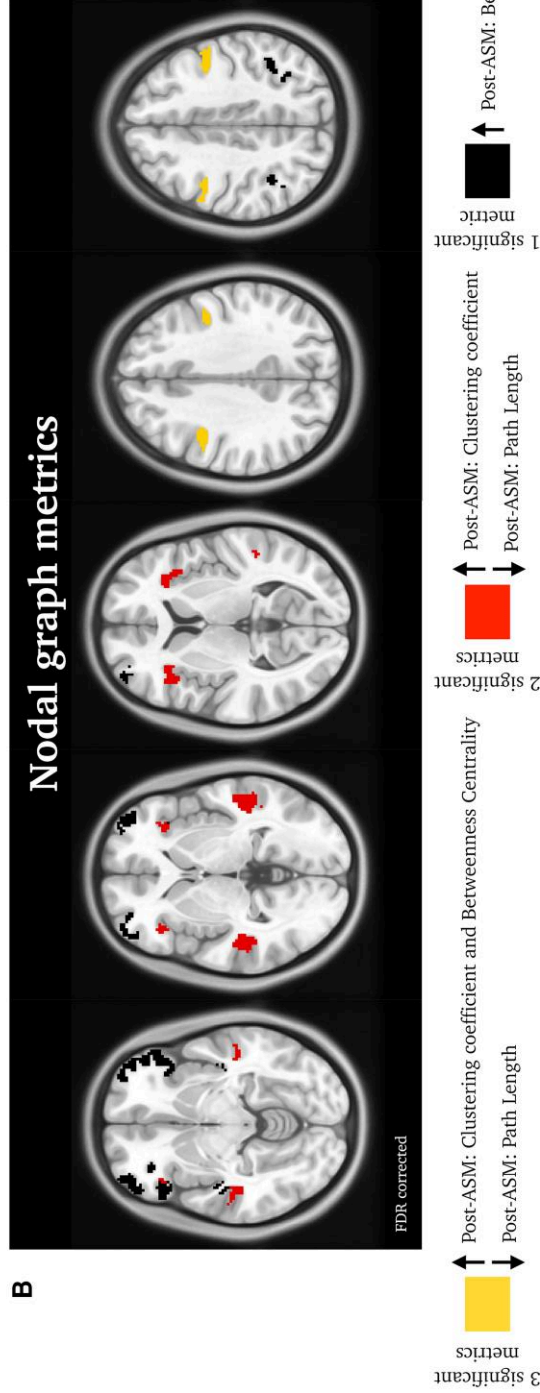 B
Nodal graph metrics
FDR corrected
3 significant
metrics
Post-ASM: Clustering coefficient and Betweenness Centrality
Post-ASM: Path Length
2 significant
metrics
Post-ASM: Clustering coefficient
Post-ASM: Path Length
1 significant
metric
Post-ASM: